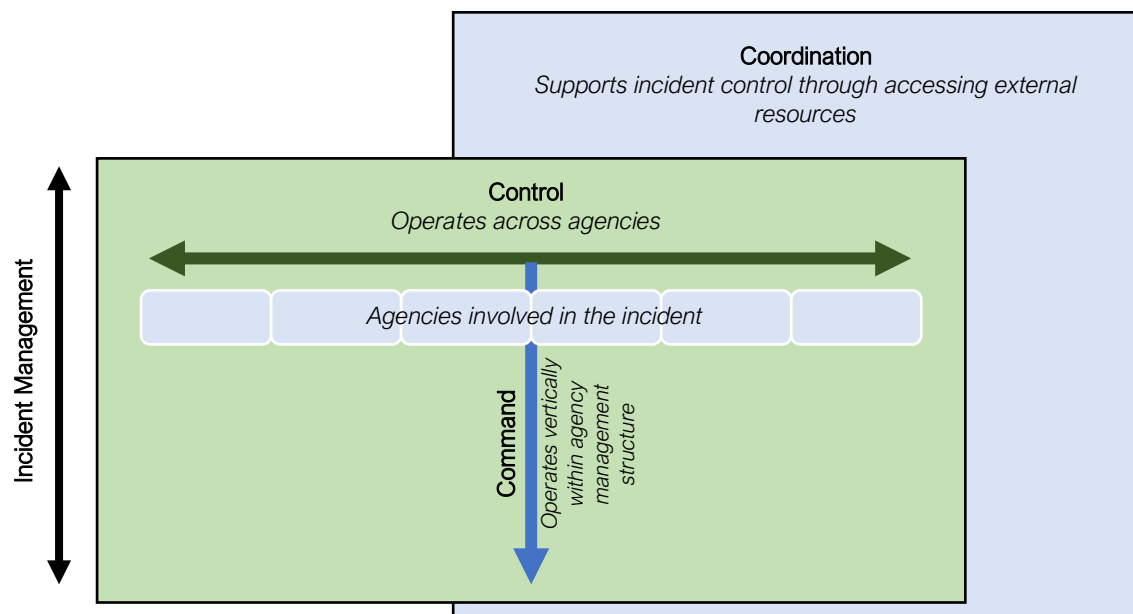 Coordination
Supports incident control through accessing external
resources
Control
Operates across agencies
Incident Management
Agencies involved in the incident
Command
Operates vertically
within agency
management
structure